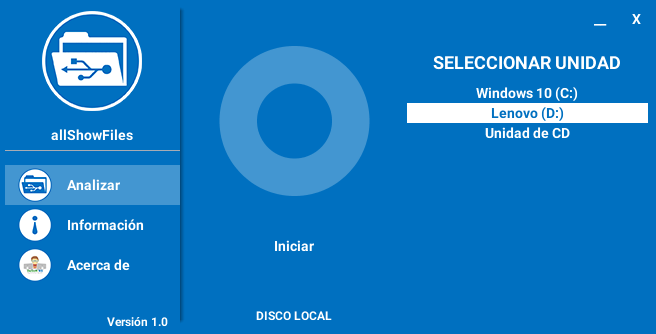 allShowFiles
Analizar
Información
Acerca de
Versión 1.0
Iniciar
DISCO LOCAL
X
SELECCIONAR UNIDAD
Windows 10 (C:)
Lenovo (D:)
Unidad de CD